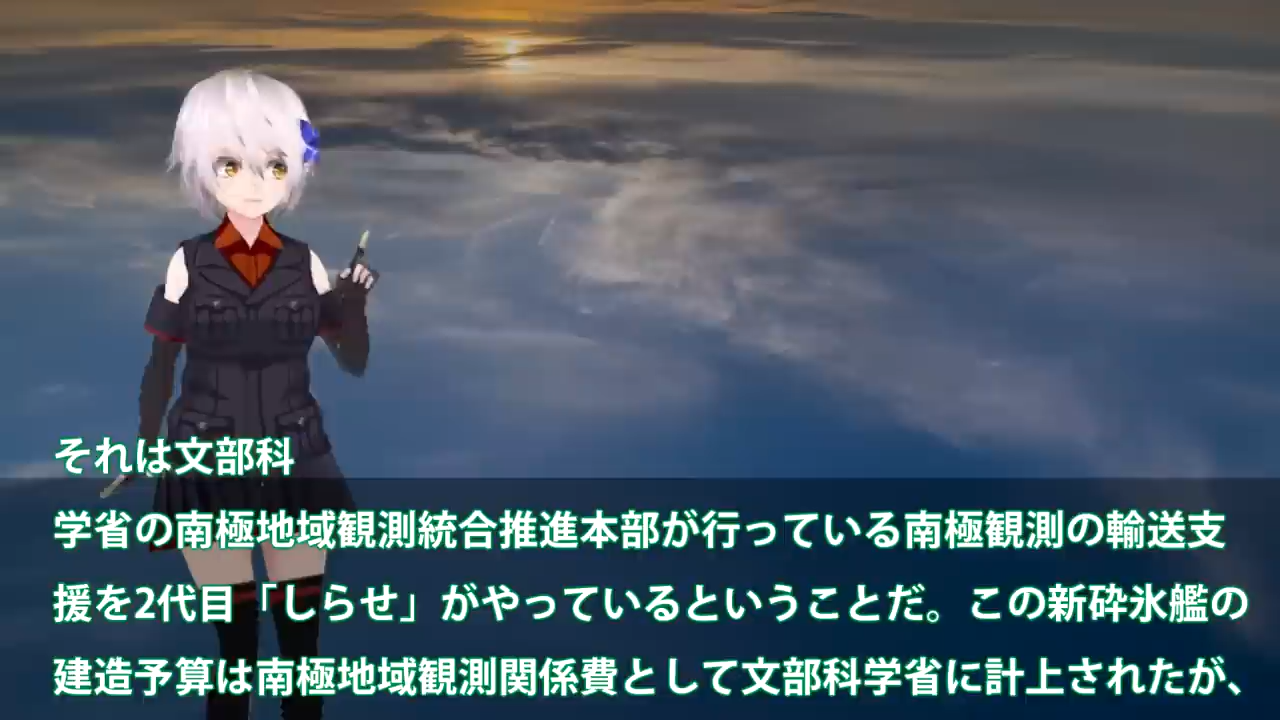 それは文部科
学省の南極地域観測統合推進本部が行っている南極観測の輸送支
援を2代目「しらせ」がやっているということだ。この新砕氷艦の
建造予算は南極地域観測関係費として文部科学省に計上されたが、